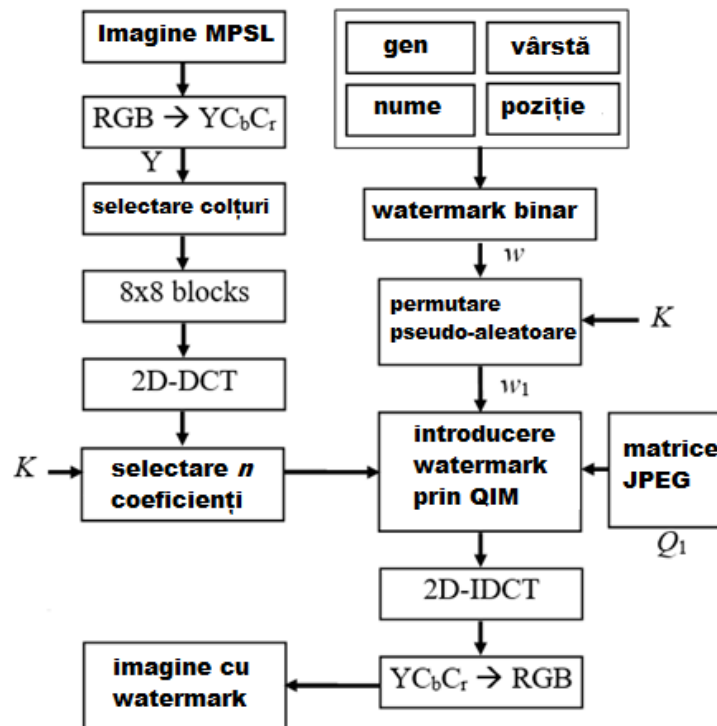 Imagine MPSL
RGB → YCbCr
Y
selectare colțuri
8x8 blocks
2D-DCT
K
selectare n
coeficienți
gen
vârstă
nume
poziție
watermark binar
w
permutare
pseudo-aleatoare
K
w1
introducere
watermark
prin QIM
matrice
JPEG
Q1
2D-IDCT
YCbCr → RGB
imagine cu
watermark